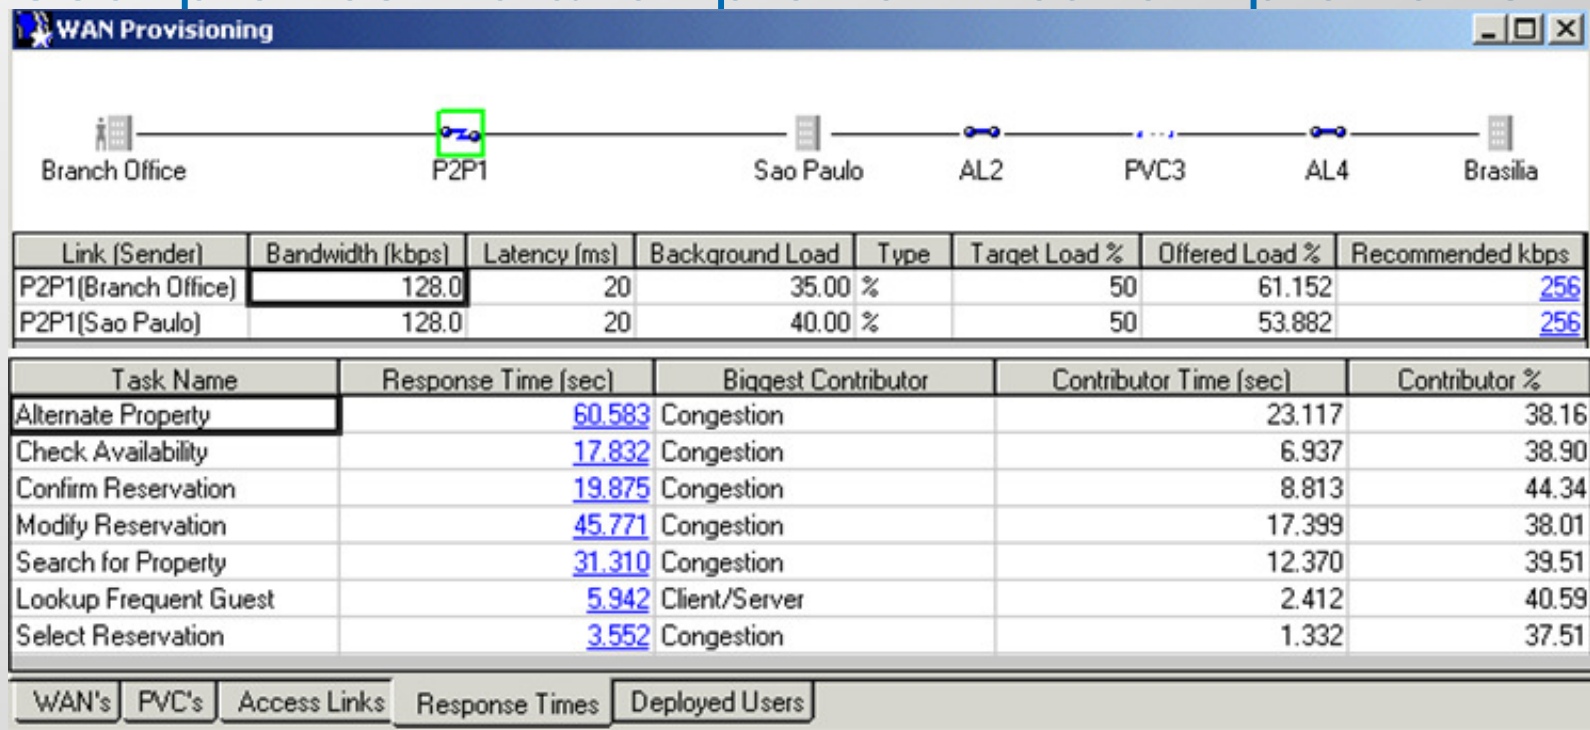 WAN Provisioning
Branch Office P2P1 Sao Paulo AL2 PVC3 AL4 Brasilia
Link (Sender) Bandwidth (kbps) Latency (ms) Background Load Type Target Load % Offered Load % Recommended kbps
P2P1(Branch Office) 128.0 20 35.00 % 50 61.152 256
P2P1(Sao Paulo) 128.0 20 40.00 % 50 53.882 256
Task Name Response Time (sec) Biggest Contributor Contributor Time (sec) Contributor %
Alternate Property 60.583 Congestion 23.117 38.16
Check Availability 17.832 Congestion 6.937 38.90
Confirm Reservation 19.875 Congestion 8.813 44.34
Modify Reservation 45.771 Congestion 17.399 38.01
Search for Property 31.310 Congestion 12.370 39.51
Lookup Frequent Guest 5.942 Client/Server 2.412 40.59
Select Reservation 3.552 Congestion 1.332 37.51
WAN's PVC's Access Links Response Times Deployed Users